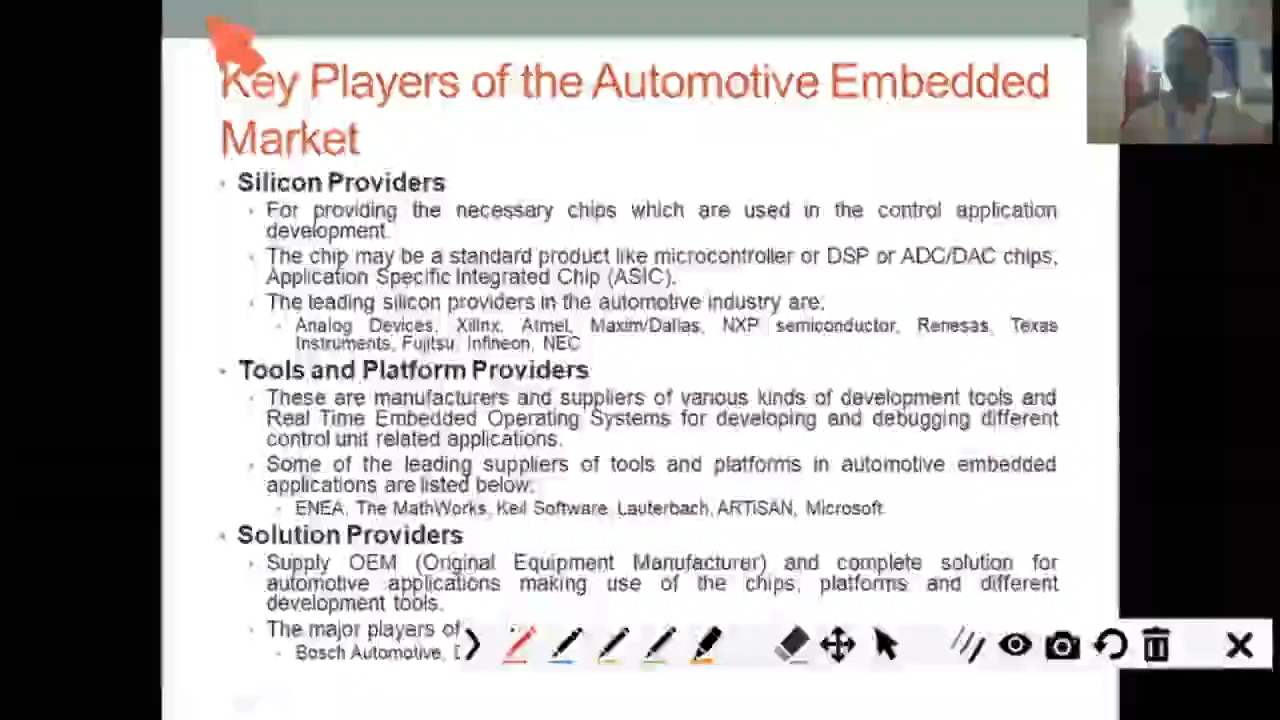 Key Players of the Automotive Embedded
Market
Silicon Providers
For providing the necessary chips which are used in the control application
development.
The chip may be a standard product like microcontroller or DSP or ADC/DAC chips,
Application Specific Integrated Chip (ASIC).
The leading silicon providers in the automotive industry are;
Analog Devices, Xilinx, Atmel, Maxim/Dallas, NXP semiconductor, Renesas, Texas
Instruments, Fujitsu, Infineon, NEC
Tools and Platform Providers
These are manufacturers and suppliers of various kinds of development tools and
Real Time Embedded Operating Systems for developing and debugging different
control unit related applications.
Some of the leading suppliers of tools and platforms in automotive embedded
applications are listed below;
ENEA, The MathWorks, Keil Software, Lauterbach, ARTiSAN, Microsoft
Solution Providers
Supply OEM (Original Equipment Manufacturer) and complete solution for
automotive applications making use of the chips, platforms and different
development tools.
The major players of
Bosch Automotive,